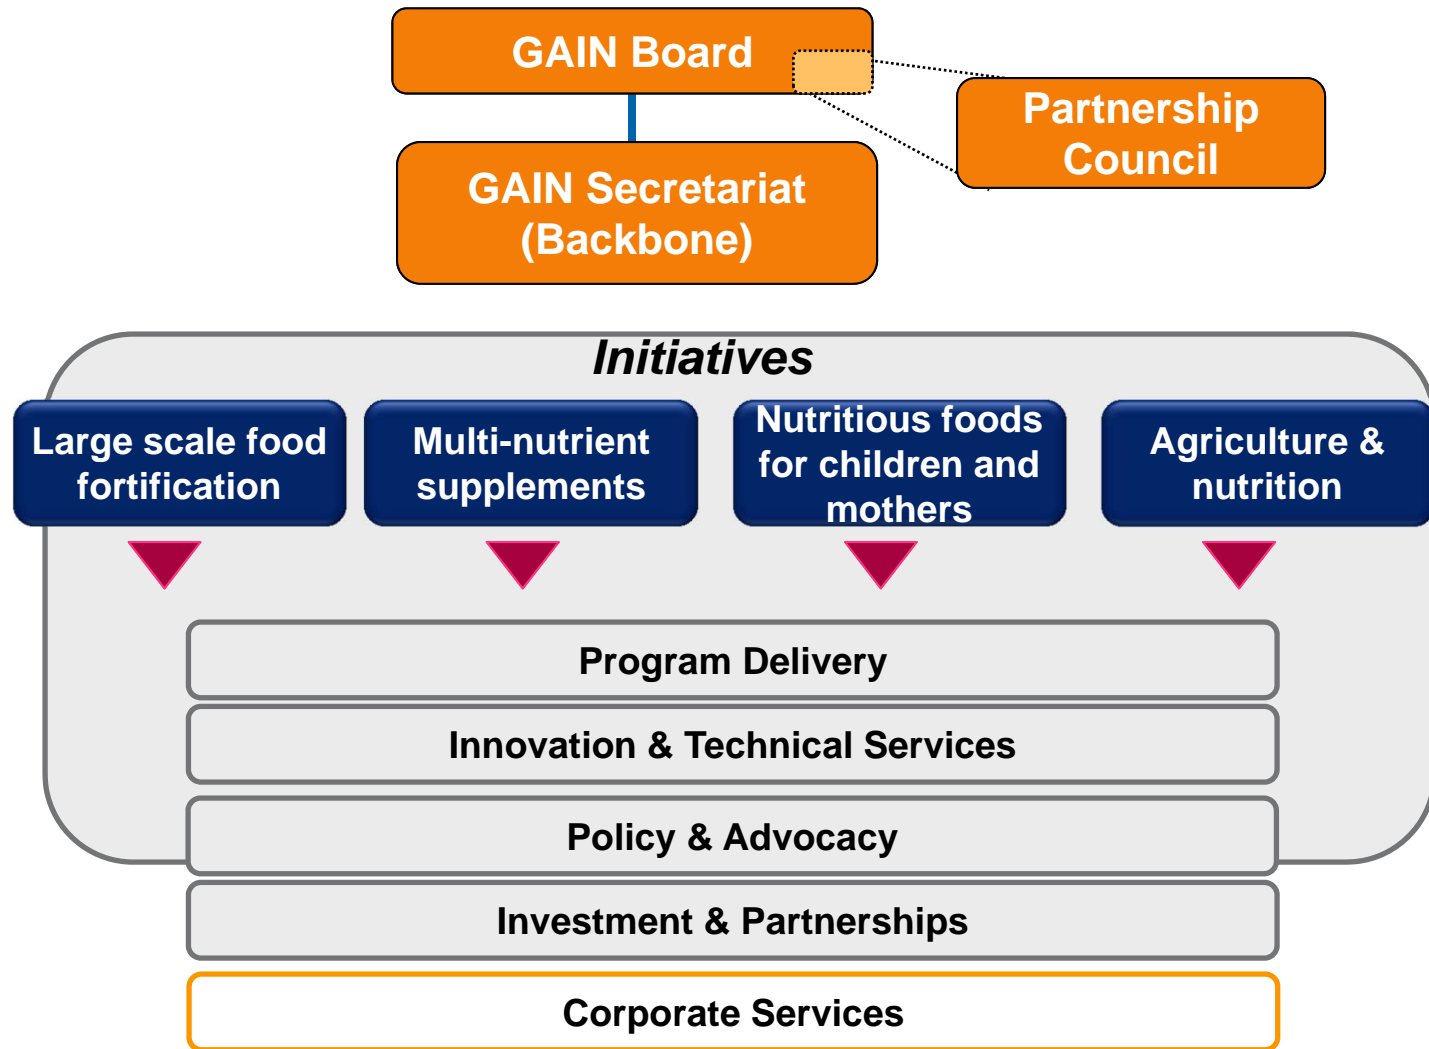 GAIN Board
Partnership
Council
GAIN Secretariat
(Backbone)
Initiatives
Large scale food
fortification
Multi-nutrient
supplements
Nutritious foods
for children and
mothers
Agriculture &
nutrition
Program Delivery
Innovation & Technical Services
Policy & Advocacy
Investment & Partnerships
Corporate Services